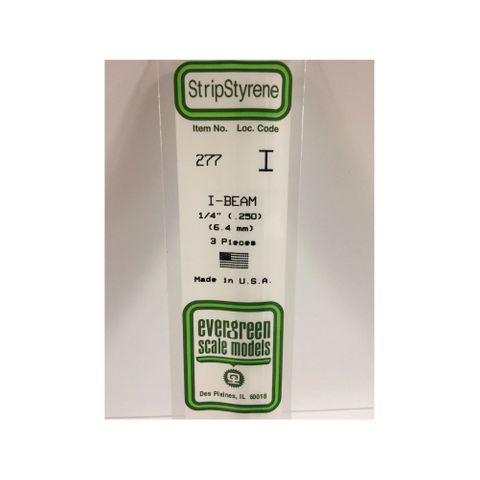 StripStyrene
Item No. Loc. Code
277 I
I-BEAM
1/4" (.250)
(6.4 mm)
3 Pieces
Made in U.S.A.
evergreen
scale models
Des Plaines, IL 60018